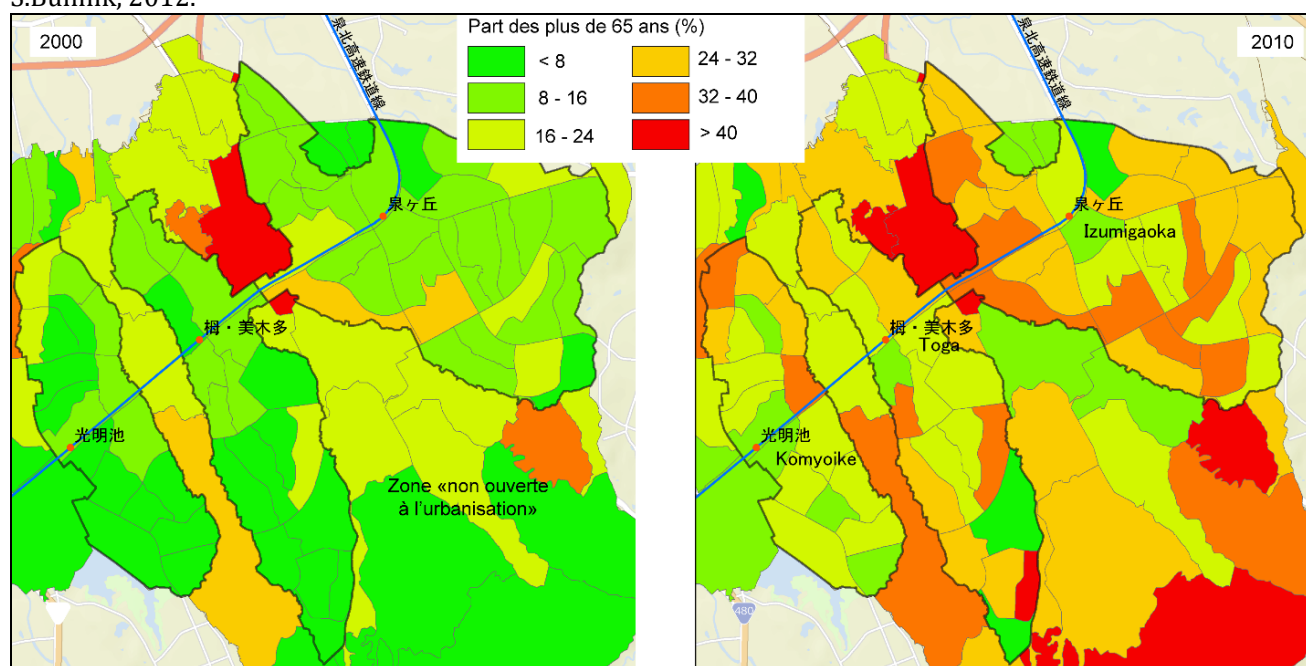 S.Buhnik, 2012.
2000
Part des plus de 65 ans (%)
< 8
8 - 16
16 - 24
24 - 32
32 - 40
> 40
2010
泉北高速鉄道線
泉ヶ丘
栂・美木多
光明池
Zone «non ouverte
à l'urbanisation»
泉北高速鉄道線
泉ヶ丘
Izumigaoka
栂・美木多
Toga
光明池
Komyoike
480